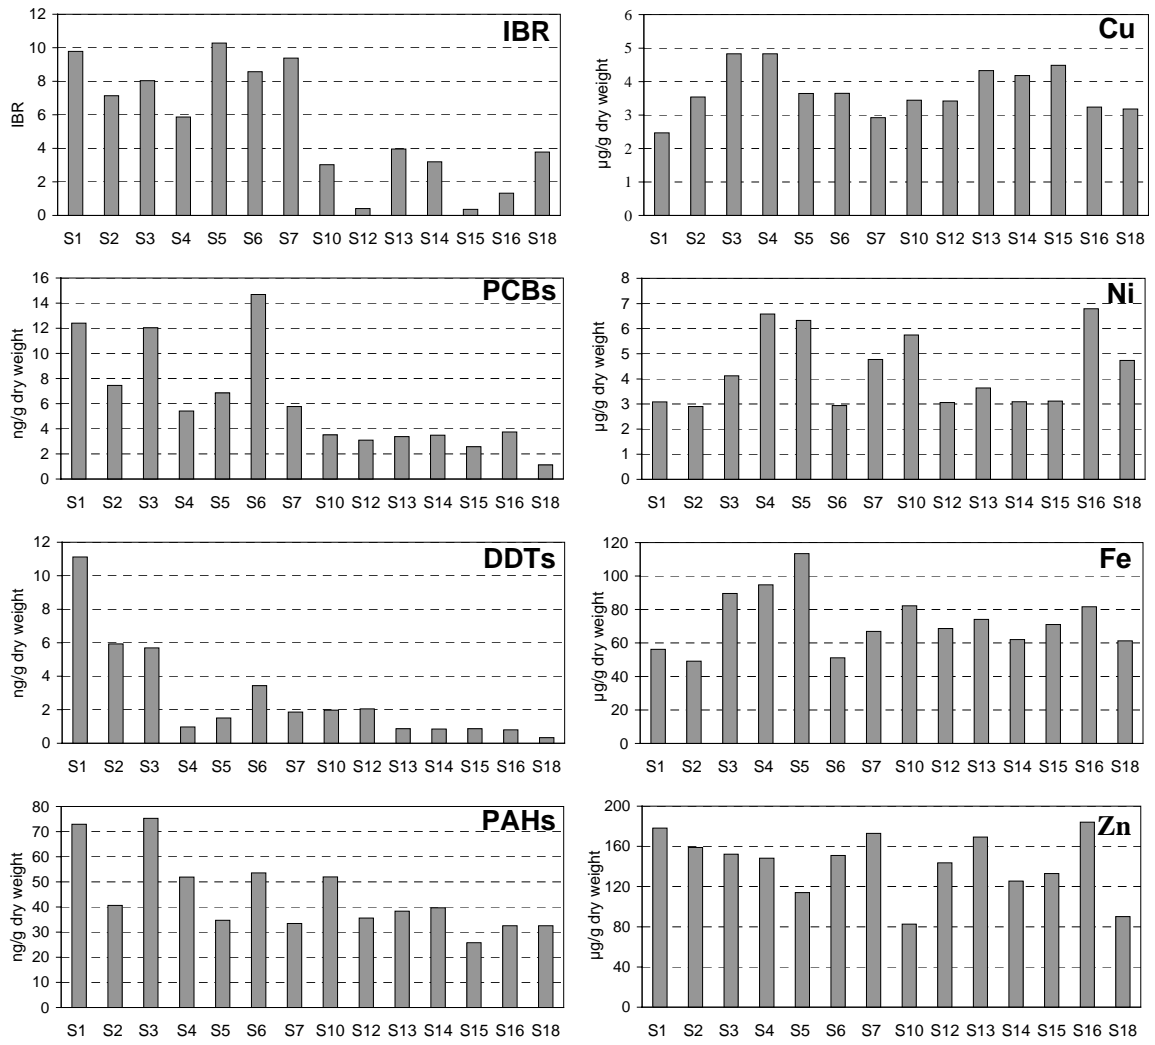 IBR
IBR
12
10
8
6
4
2
0
S1 S2 S3 S4 S5 S6 S7 S10 S12 S13 S14 S15 S16 S18
Cu
µg/g dry weight
6
5
4
3
2
1
0
S1 S2 S3 S4 S5 S6 S7 S10 S12 S13 S14 S15 S16 S18
PCBs
ng/g dry weight
16
14
12
10
8
6
4
2
0
S1 S2 S3 S4 S5 S6 S7 S10 S12 S13 S14 S15 S16 S18
Ni
µg/g dry weight
8
7
6
5
4
3
2
1
0
S1 S2 S3 S4 S5 S6 S7 S10 S12 S13 S14 S15 S16 S18
DDTs
ng/g dry weight
12
10
8
6
4
2
0
S1 S2 S3 S4 S5 S6 S7 S10 S12 S13 S14 S15 S16 S18
Fe
µg/g dry weight
120
100
80
60
40
20
0
S1 S2 S3 S4 S5 S6 S7 S10 S12 S13 S14 S15 S16 S18
PAHs
ng/g dry weight
80
70
60
50
40
30
20
10
0
S1 S2 S3 S4 S5 S6 S7 S10 S12 S13 S14 S15 S16 S18
Zn
µg/g dry weight
200
160
120
80
40
0
S1 S2 S3 S4 S5 S6 S7 S10 S12 S13 S14 S15 S16 S18